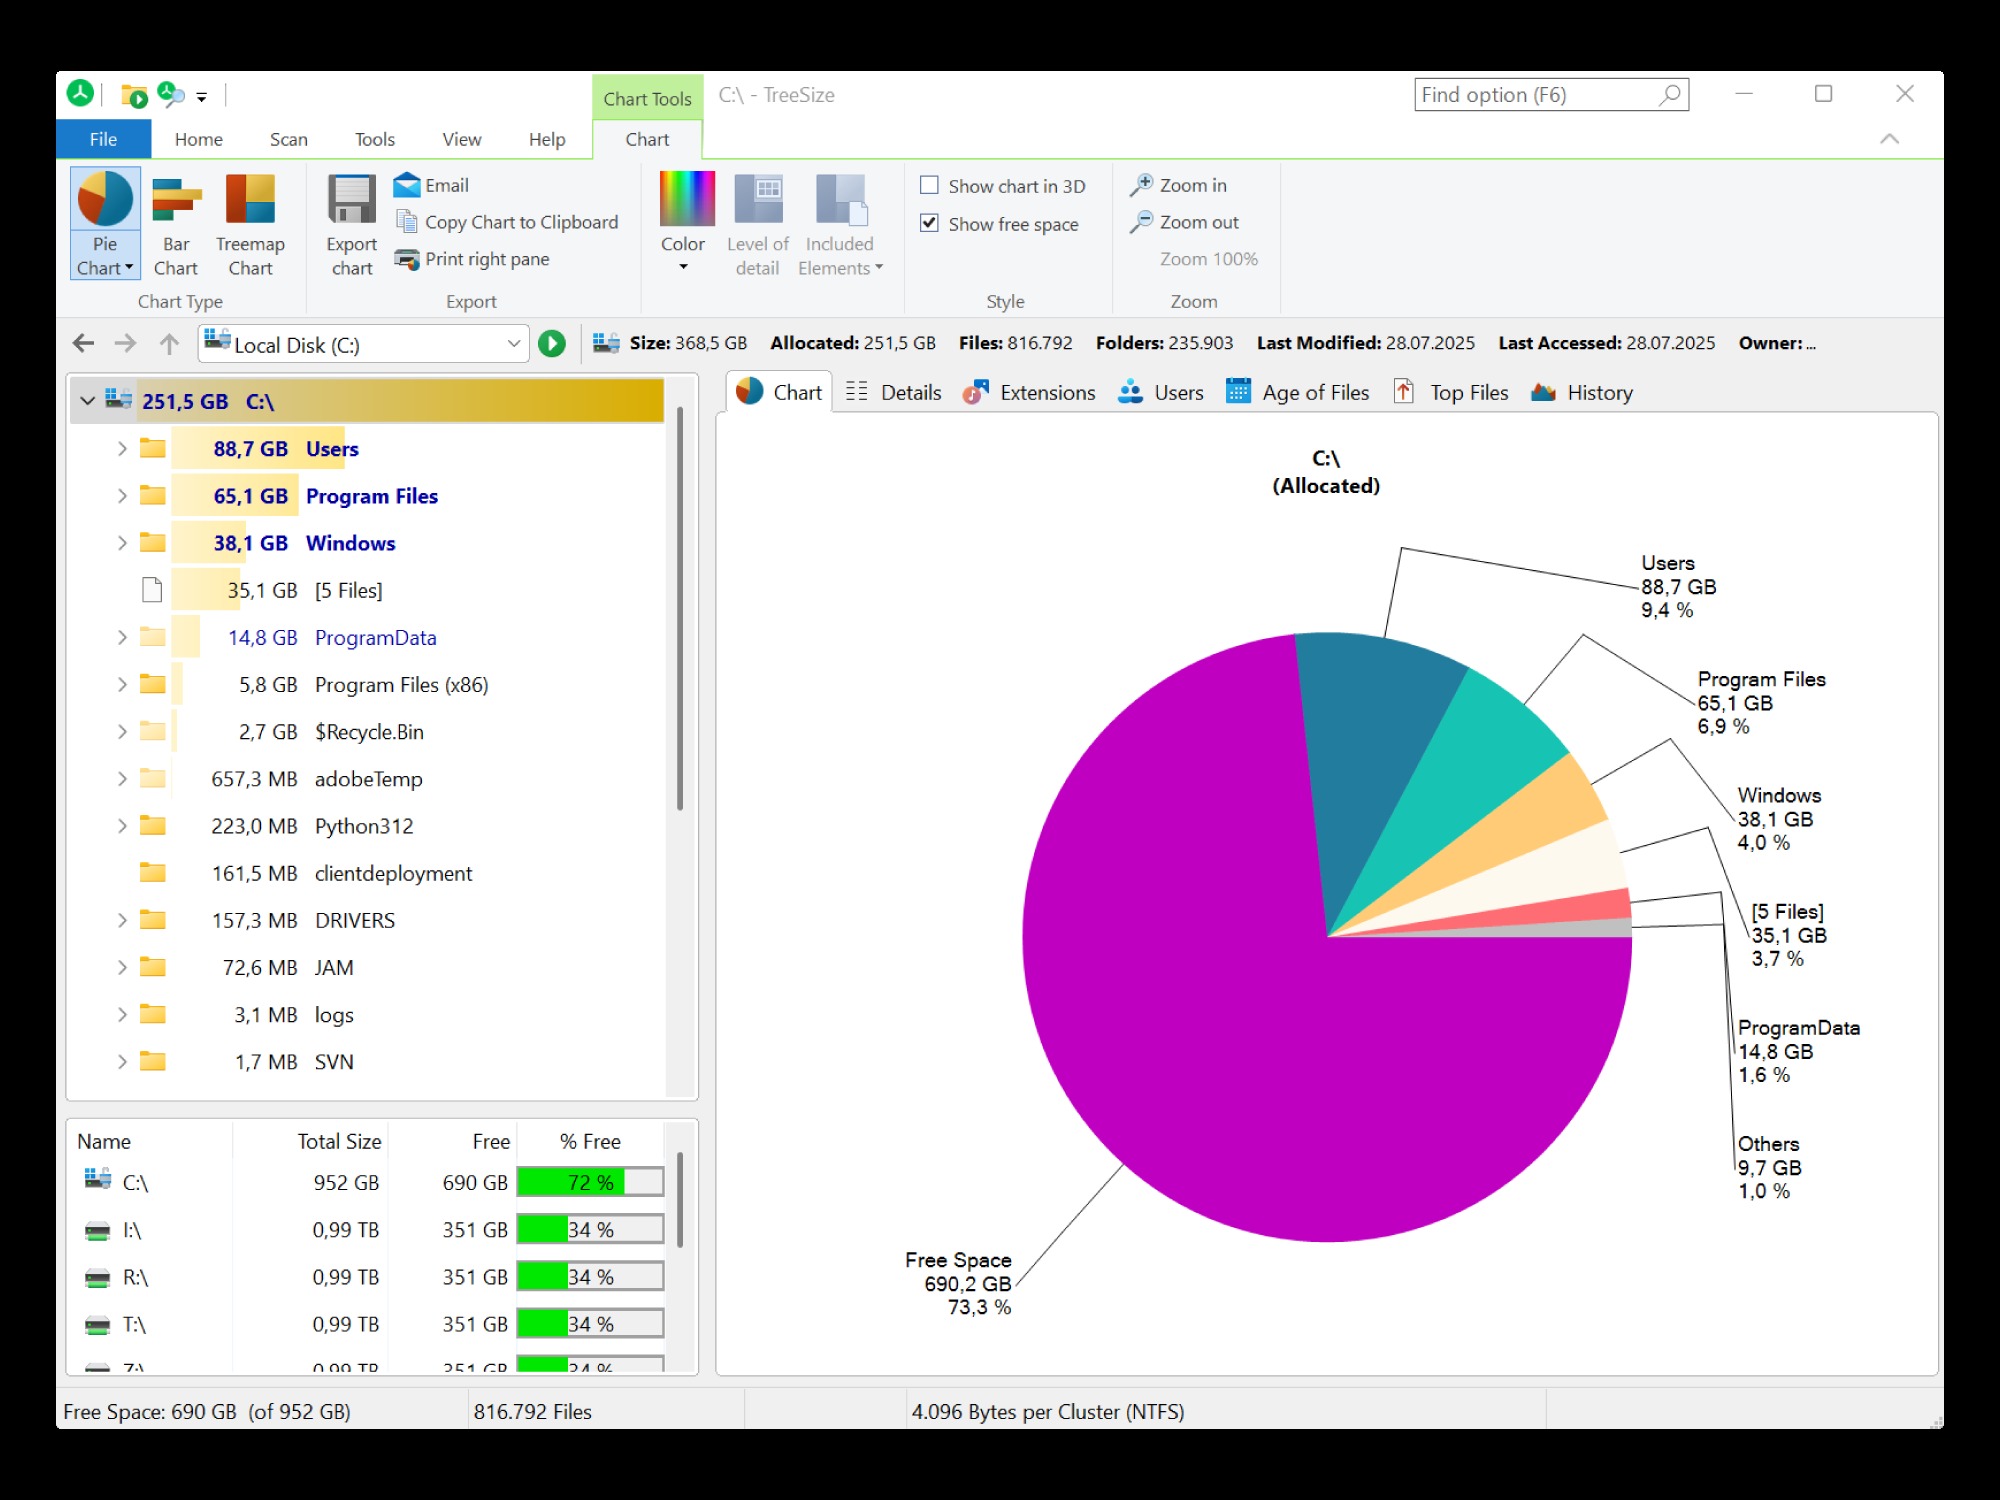 Chart Tools
C:\ - TreeSize
Find option (F6)
File
Home
Scan
Tools
View
Help
Chart
Pie
Chart
Bar
Chart
Treemap
Chart
Chart Type
Export
chart
Email
Copy Chart to Clipboard
Print right pane
Export
Color
Level of
detail
Included
Elements
Show chart in 3D
Show free space
Style
Zoom in
Zoom out
Zoom 100%
Zoom
Local Disk (C:)
Size: 368,5 GB
Allocated: 251,5 GB
Files: 816.792
Folders: 235.903
Last Modified: 28.07.2025
Last Accessed: 28.07.2025
Owner: ...
251,5 GB C:\
88,7 GB Users
65,1 GB Program Files
38,1 GB Windows
35,1 GB [5 Files]
14,8 GB ProgramData
5,8 GB Program Files (x86)
2,7 GB $Recycle.Bin
657,3 MB adobeTemp
223,0 MB Python312
161,5 MB clientdeployment
157,3 MB DRIVERS
72,6 MB JAM
3,1 MB logs
1,7 MB SVN
Name Total Size Free % Free
C:\ 952 GB 690 GB 72 %
I:\ 0,99 TB 351 GB 34 %
R:\ 0,99 TB 351 GB 34 %
T:\ 0,99 TB 351 GB 34 %
Z:\ 0,99 TB 351 GB 34 %
Chart
Details
Extensions
Users
Age of Files
Top Files
History
C:\
(Allocated)
Users
88,7 GB
9,4 %
Program Files
65,1 GB
6,9 %
Windows
38,1 GB
4,0 %
[5 Files]
35,1 GB
3,7 %
ProgramData
14,8 GB
1,6 %
Others
9,7 GB
1,0 %
Free Space
690,2 GB
73,3 %
Free Space: 690 GB (of 952 GB)
816.792 Files
4.096 Bytes per Cluster (NTFS)